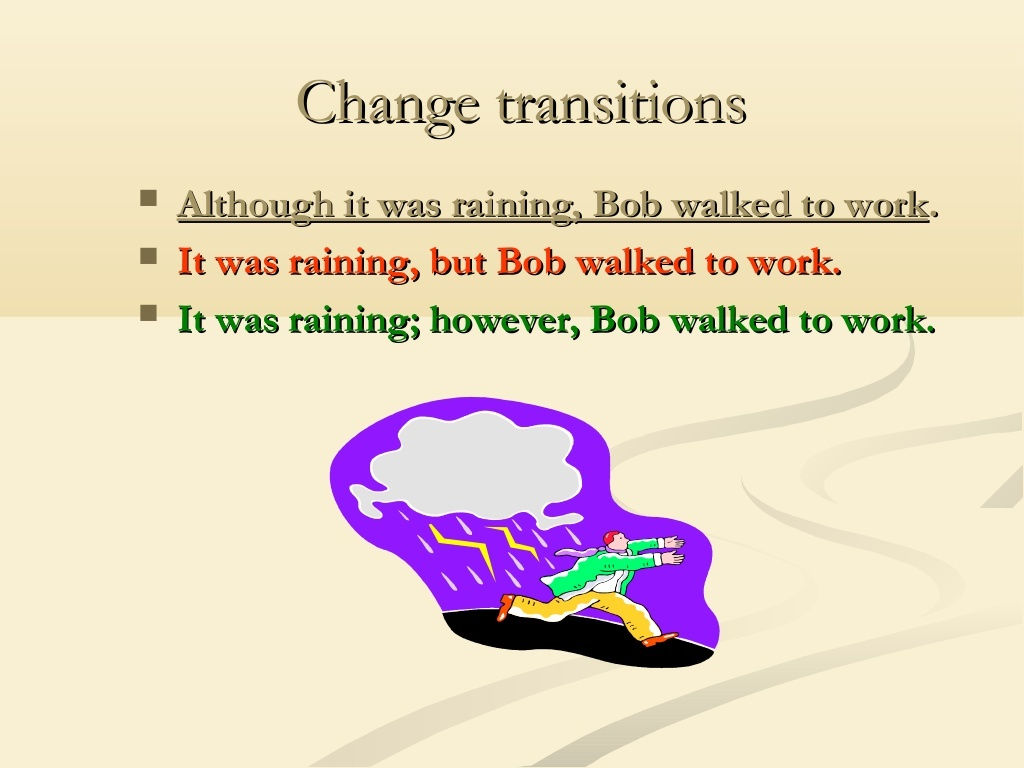 Change transitions
Although it was raining, Bob walked to work.
It was raining, but Bob walked to work.
It was raining; however, Bob walked to work.